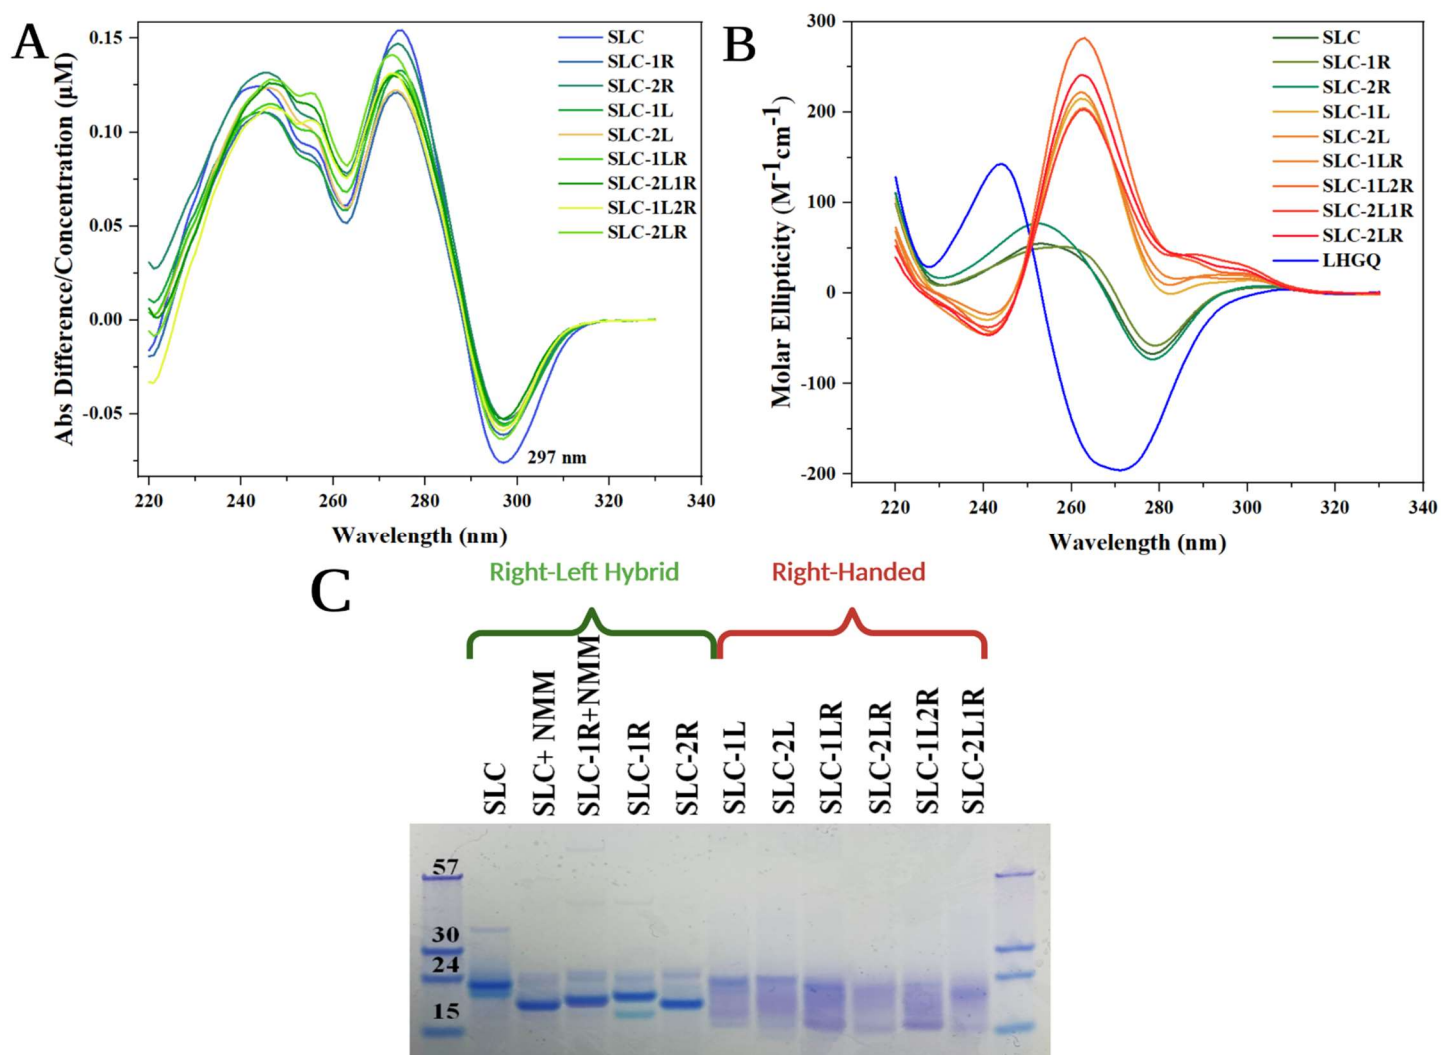 A
Abs Difference/Concentration (μM)
0.15
0.10
0.05
0.00
-0.05
220
240
260
280
300
320
340
Wavelength (nm)
297 nm
SLC
SLC-1R
SLC-2R
SLC-1L
SLC-2L
SLC-1LR
SLC-2L1R
SLC-1L2R
SLC-2LR
B
Molar Ellipticity (M-1cm-1)
300
200
100
0
-100
-200
220
240
260
280
300
320
340
Wavelength (nm)
SLC
SLC-1R
SLC-2R
SLC-1L
SLC-2L
SLC-1LR
SLC-1L2R
SLC-2L1R
SLC-2LR
LHGQ
C
Right-Left Hybrid
Right-Handed
SLC
SLC+ NMM
SLC-1R+NMM
SLC-1R
SLC-2R
SLC-1L
SLC-2L
SLC-1LR
SLC-2LR
SLC-1L2R
SLC-2L1R
57
30
24
15